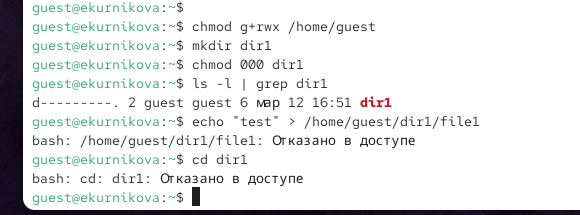 guest@ekurnikova:~$
guest@ekurnikova:~$ chmod g+rwx /home/guest
guest@ekurnikova:~$ mkdir dir1
guest@ekurnikova:~$ chmod 000 dir1
guest@ekurnikova:~$ ls -l | grep dir1
d---------. 2 guest guest 6 мар 12 16:51 dir1
guest@ekurnikova:~$ echo "test" > /home/guest/dir1/file1
bash: /home/guest/dir1/file1: Отказано в доступе
guest@ekurnikova:~$ cd dir1
bash: cd: dir1: Отказано в доступе
guest@ekurnikova:~$